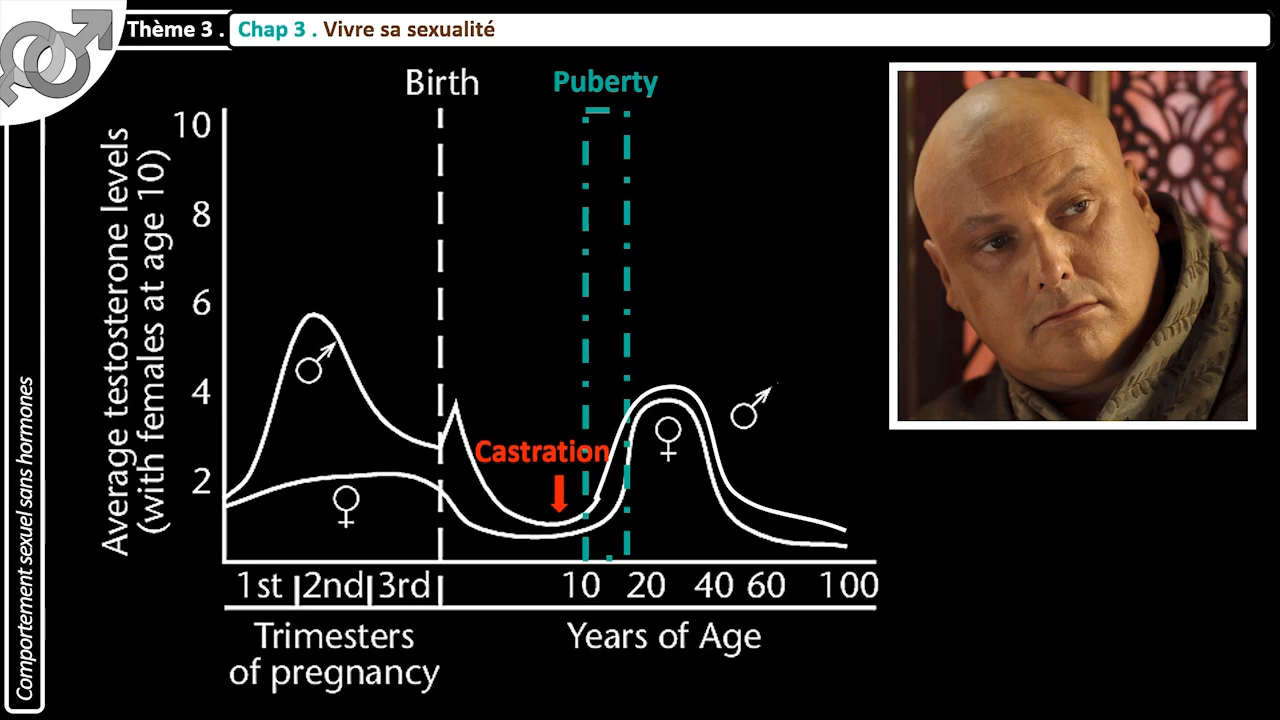 Thème 3 . Chap 3 . Vivre sa sexualité
Birth
Puberty
Average testosterone levels
(with females at age 10)
10
8
6
4
2
♂
♀
Castration
♀
♂
1st 2nd 3rd 10 20 40 60 100
Trimesters
of pregnancy
Years of Age
Comportement sexuel sans hormones